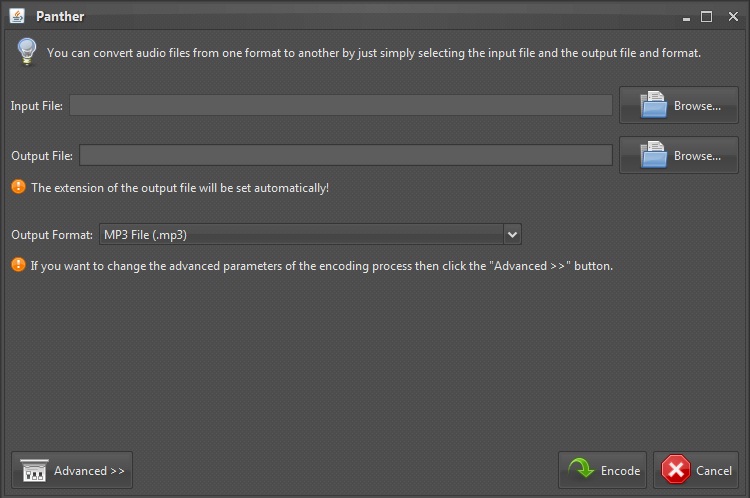 Panther
You can convert audio files from one format to another by just simply selecting the input file and the output file and format.
Input File:
Browse...
Output File:
Browse...
The extension of the output file will be set automatically!
Output Format: MP3 File (.mp3)
If you want to change the advanced parameters of the encoding process then click the "Advanced >>" button.
Advanced >>
Encode
Cancel